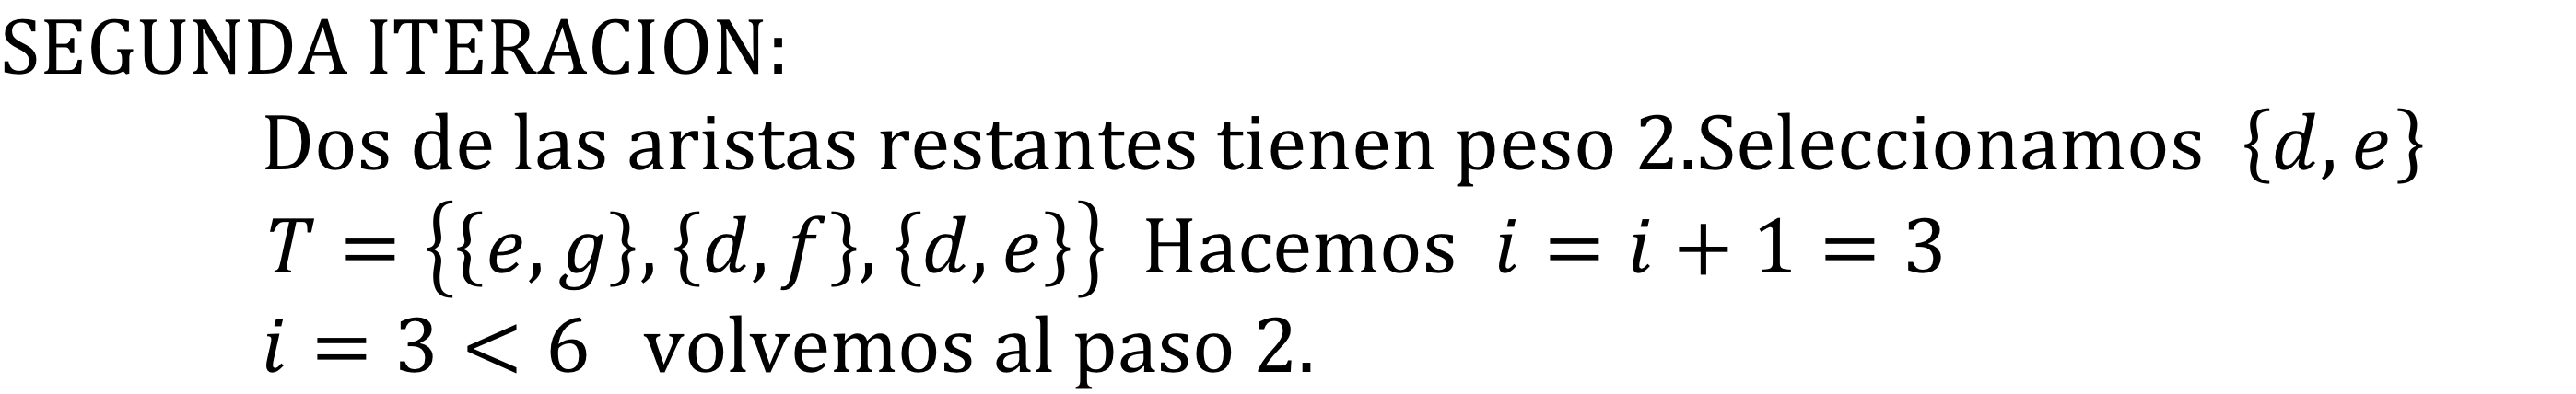 SEGUNDA ITERACION:
Dos de las aristas restantes tienen peso 2.Seleccionamos {d, e}
T = {{e, g}, {d, f}, {d, e}} Hacemos i = i + 1 = 3
i = 3 < 6 volvemos al paso 2.